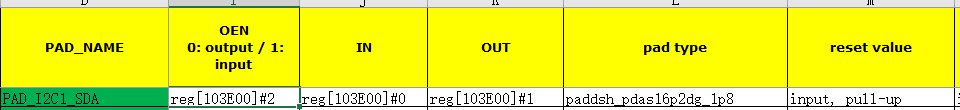 D I J K L M
PAD_NAME
OEN
0: output / 1:
input
IN
OUT
pad type
reset value
PAD_I2C1_SDA
reg[103E00]#2
reg[103E00]#0
reg[103E00]#1
paddsh_pdas16p2dg_1p8
input, pull-up